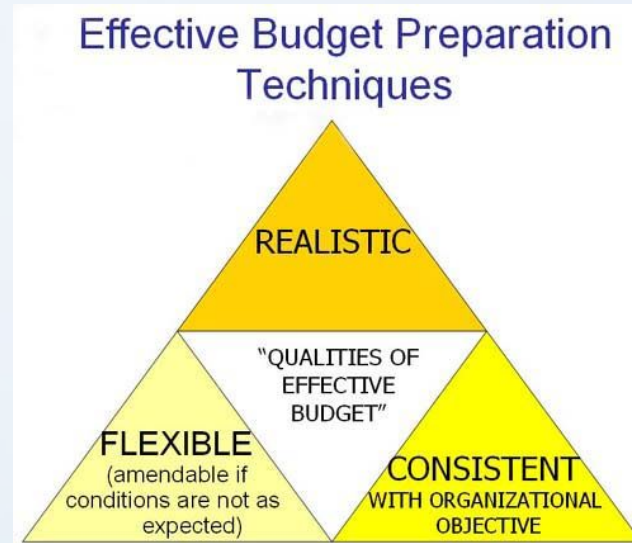 Effective Budget Preparation
Techniques
REALISTIC
"QUALITIES OF
EFFECTIVE
BUDGET"
FLEXIBLE
(amendable if
conditions are not as
expected)
CONSISTENT
WITH ORGANIZATIONAL
OBJECTIVE